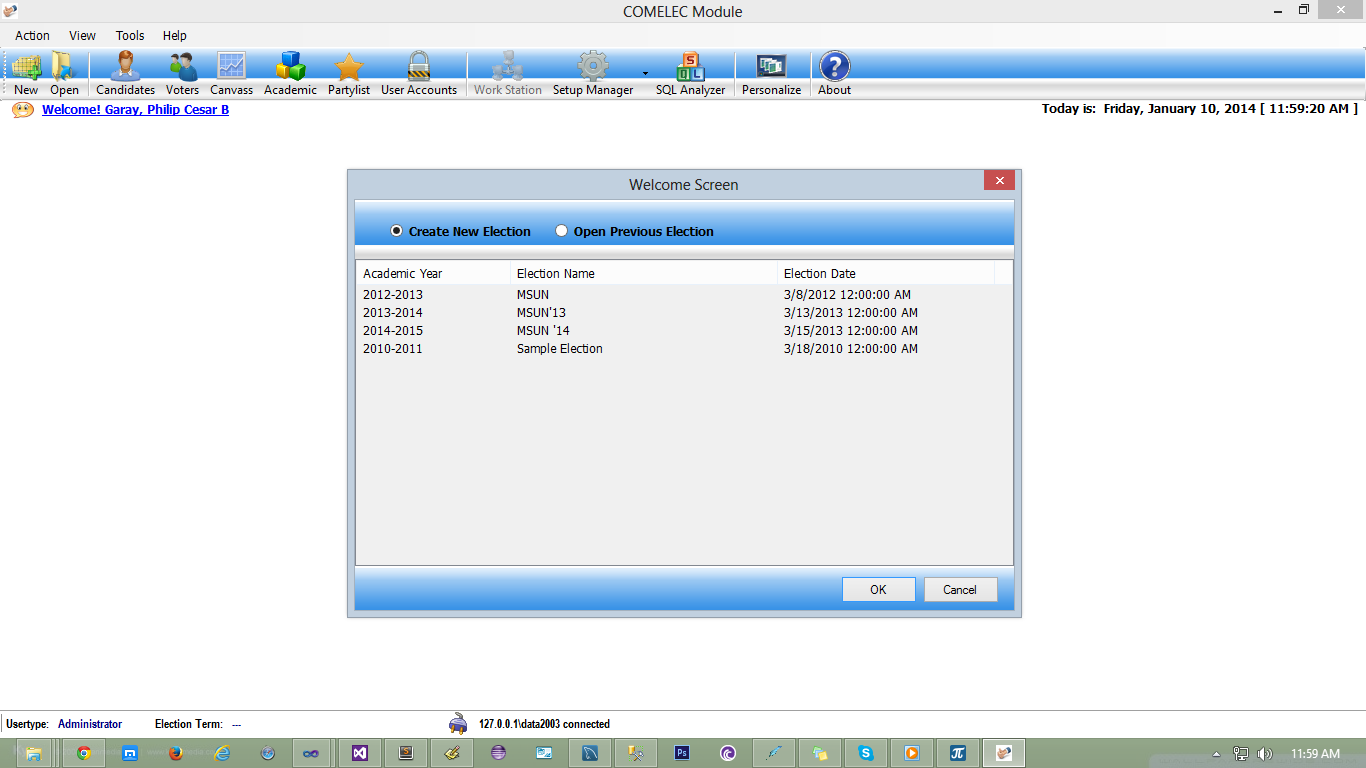 COMELEC Module
Action View Tools Help
New Open Candidates Voters Canvass Academic Partylist User Accounts Work Station Setup Manager SQL Analyzer Personalize About
Welcome! Garay, Philip Cesar B Today is: Friday, January 10, 2014 [ 11:59:20 AM ]
Welcome Screen
Create New Election Open Previous Election
Academic Year Election Name Election Date
2012-2013 MSUN 3/8/2012 12:00:00 AM
2013-2014 MSUN'13 3/13/2013 12:00:00 AM
2014-2015 MSUN '14 3/15/2013 12:00:00 AM
2010-2011 Sample Election 3/18/2010 12:00:00 AM
OK Cancel
Usertype: Administrator Election Term: --- 127.0.0.1\data2003 connected
11:59 AM